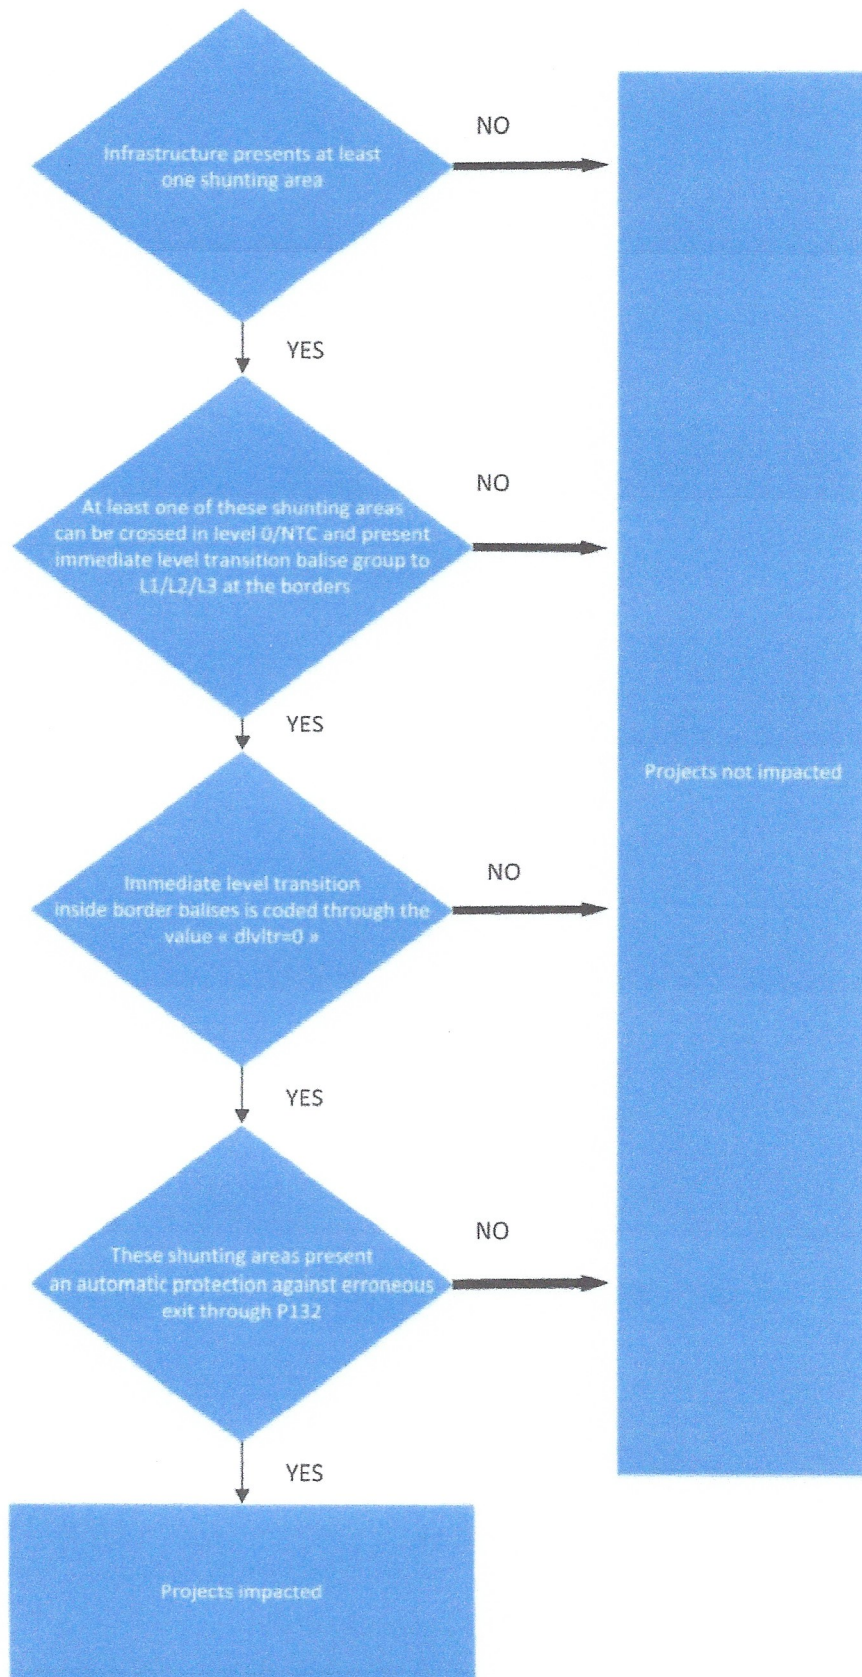 Infrastructure presents at least
one shunting area
NO
YES
At least one of these shunting areas
can be crossed in level 0/NTC and present
immediate level transition balise group to
L1/L2/L3 at the borders
NO
YES
Projects not impacted
Immediate level transition
inside border balises is coded through the
value « dlvltr=0 »
NO
YES
These shunting areas present
an automatic protection against erroneous
exit through P132
NO
YES
Projects impacted